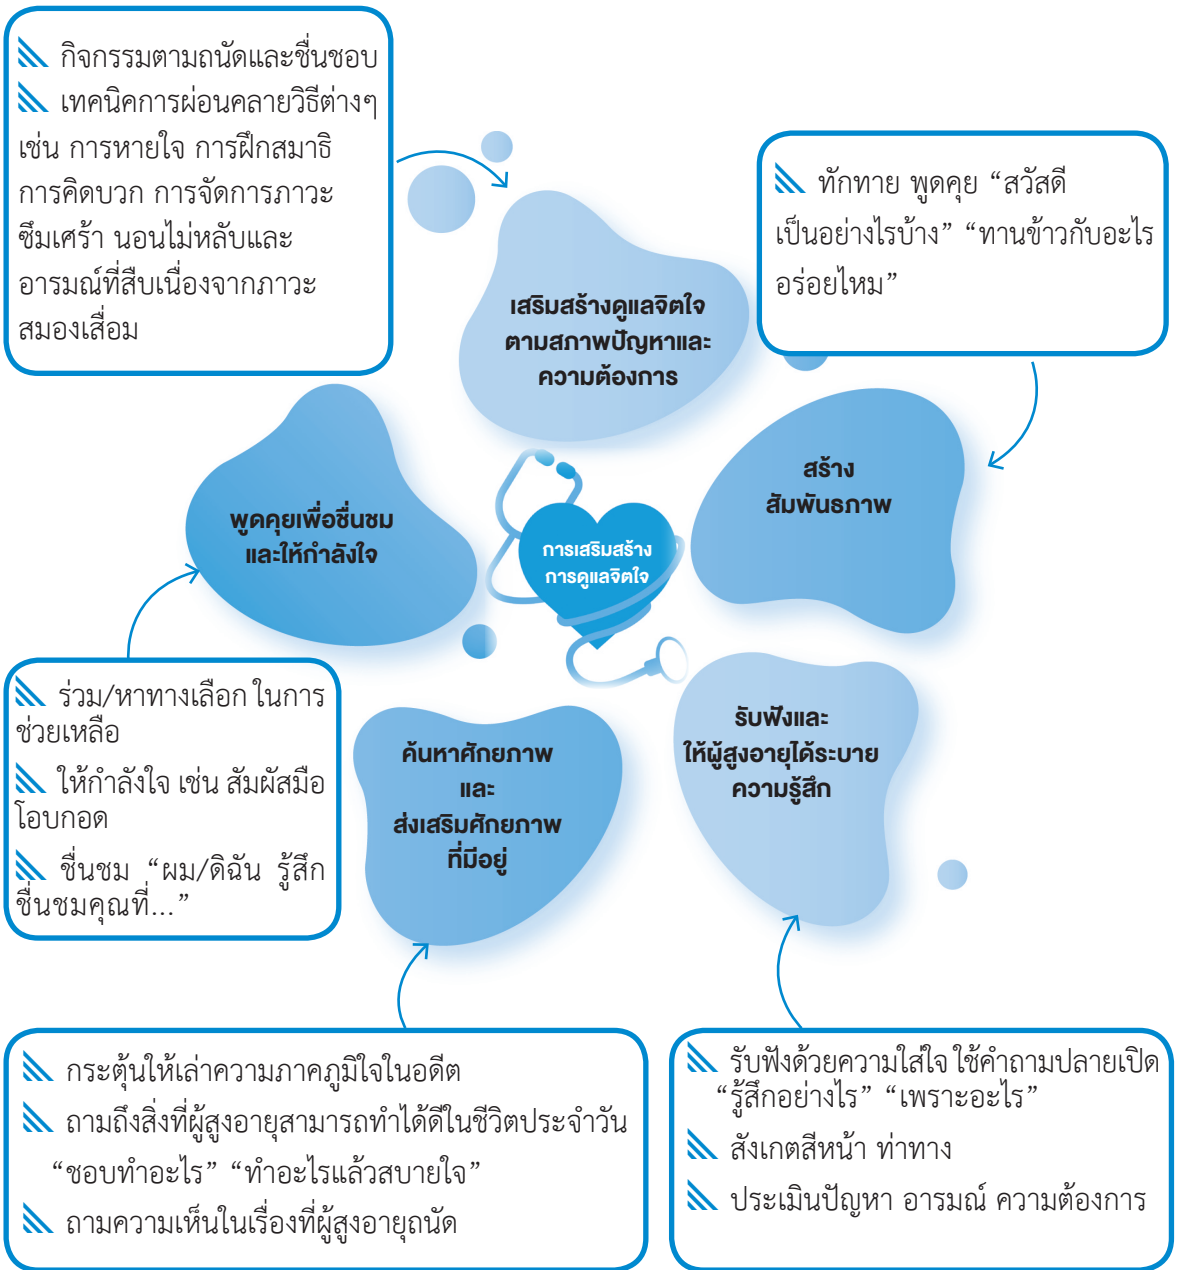 กิจกรรมตามถนัดและชื่นชอบ
เทคนิคการผ่อนคลายวิธีต่างๆ
เช่น การหายใจ การฝึกสมาธิ
การคิดบวก การจัดการภาวะ
ซึมเศร้า นอนไม่หลับและ
อารมณ์ที่สืบเนื่องจากภาวะ
สมองเสื่อม
ทักทาย พูดคุย “สวัสดี
เป็นอย่างไรบ้าง” “ทานข้าวกับอะไร
อร่อยไหม”
เสริมสร้างดูแลจิตใจ
ตามสภาพปัญหาและ
ความต้องการ
สร้าง
สัมพันธภาพ
พูดคุยเพื่อชื่นชม
และให้กำลังใจ
การเสริมสร้าง
การดูแลจิตใจ
ร่วม/หาทางเลือก ในการ
ช่วยเหลือ
ให้กำลังใจ เช่น สัมผัสมือ
โอบกอด
ชื่นชม “ผม/ดิฉัน รู้สึก
ชื่นชมคุณที่...”
ค้นหาศักยภาพ
และ
ส่งเสริมศักยภาพ
ที่มีอยู่
รับฟังและ
ให้ผู้สูงอายุได้ระบาย
ความรู้สึก
กระตุ้นให้เล่าความภาคภูมิใจในอดีต
ถามถึงสิ่งที่ผู้สูงอายุสามารถทำได้ดีในชีวิตประจำวัน
“ชอบทำอะไร” “ทำอะไรแล้วสบายใจ”
ถามความเห็นในเรื่องที่ผู้สูงอายุถนัด
รับฟังด้วยความใส่ใจ ใช้คำถามปลายเปิด
“รู้สึกอย่างไร” “เพราะอะไร”
สังเกตสีหน้า ท่าทาง
ประเมินปัญหา อารมณ์ ความต้องการ